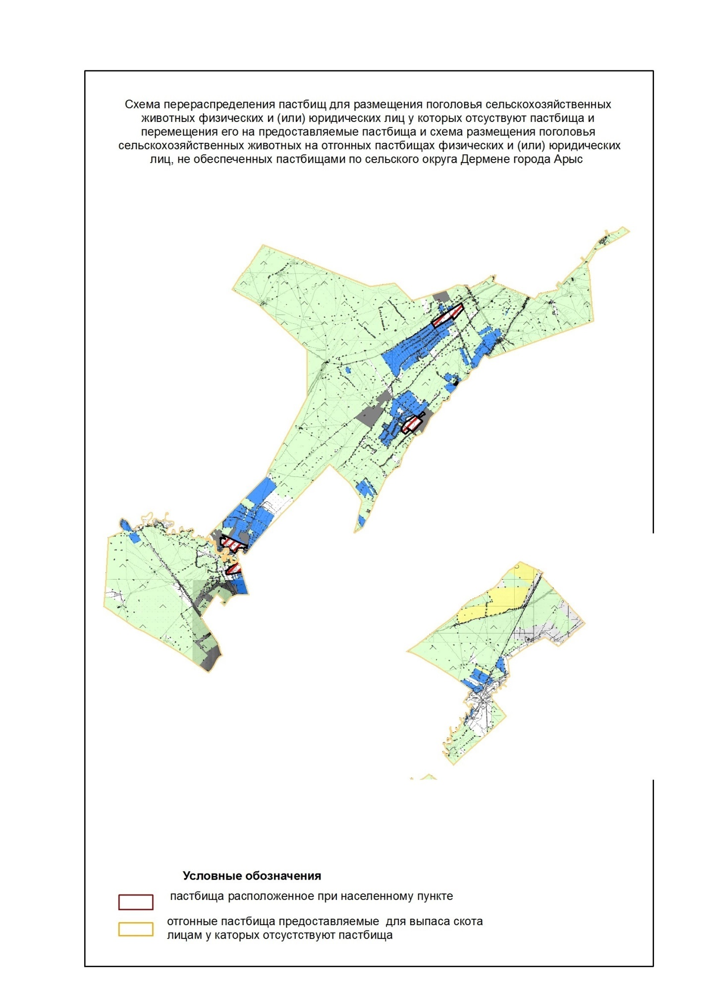 Схема перераспределения пастбищ для размещения поголовья сельскохозяйственных
животных физических и (или) юридических лиц у которых отсуствуют пастбища и
перемещения его на предоставляемые пастбища и схема размещения поголовья
сельскохозяйственных животных на отгонных пастбищах физических и (или) юридических
лиц, не обеспеченных пастбищами по сельского округа Дермене города Арыс
Условные обозначения
пастбища расположенное при населенному пункте
отгонные пастбища предоставляемые для выпаса скота
лицам у каторых отсустствуют пастбища